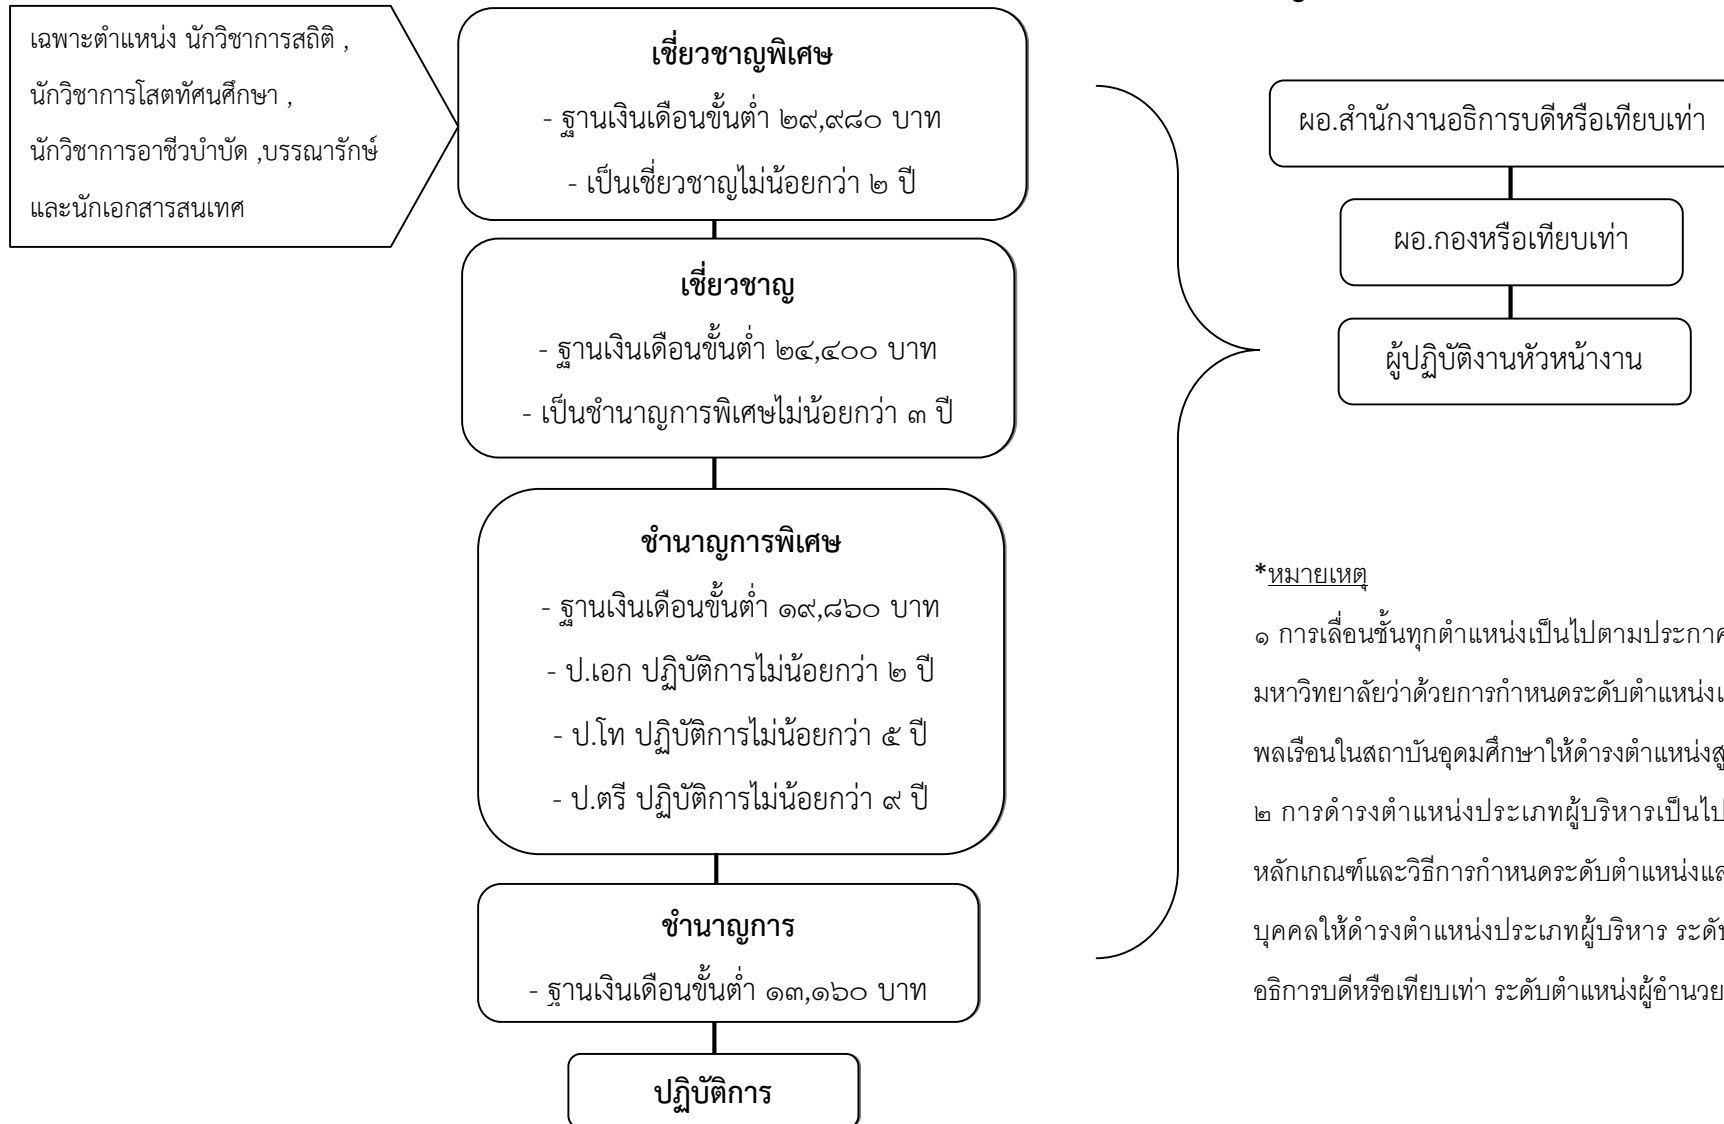 เฉพาะตำแหน่ง นักวิชาการสถิติ ,
นักวิชาการโสตทัศนศึกษา ,
นักวิชาการอาชีวบำบัด ,บรรณารักษ์
และนักเอกสารสนเทศ
เชี่ยวชาญพิเศษ
- ฐานเงินเดือนขั้นต่ำ ๒๙,๙๘๐ บาท
- เป็นเชี่ยวชาญไม่น้อยกว่า ๒ ปี
เชี่ยวชาญ
- ฐานเงินเดือนขั้นต่ำ ๒๔,๔๐๐ บาท
- เป็นชำนาญการพิเศษไม่น้อยกว่า ๓ ปี
ชำนาญการพิเศษ
- ฐานเงินเดือนขั้นต่ำ ๑๙,๘๖๐ บาท
- ป.เอก ปฏิบัติการไม่น้อยกว่า ๒ ปี
- ป.โท ปฏิบัติการไม่น้อยกว่า ๕ ปี
- ป.ตรี ปฏิบัติการไม่น้อยกว่า ๙ ปี
ชำนาญการ
- ฐานเงินเดือนขั้นต่ำ ๑๓,๑๖๐ บาท
ปฏิบัติการ
ผอ.สำนักงานอธิการบดีหรือเทียบเท่า
ผอ.กองหรือเทียบเท่า
ผู้ปฏิบัติงานหัวหน้างาน
*หมายเหตุ
๑ การเลื่อนชั้นทุกตำแหน่งเป็นไปตามประกาศ
มหาวิทยาลัยว่าด้วยการกำหนดระดับตำแหน่ง
พลเรือนในสถาบันอุดมศึกษาให้ดำรงตำแหน่ง
๒ การดำรงตำแหน่งประเภทผู้บริหารเป็นไป
หลักเกณฑ์และวิธีการกำหนดระดับตำแหน่ง
บุคคลให้ดำรงตำแหน่งประเภทผู้บริหาร
อธิการบดีหรือเทียบเท่า ระดับตำแหน่ง